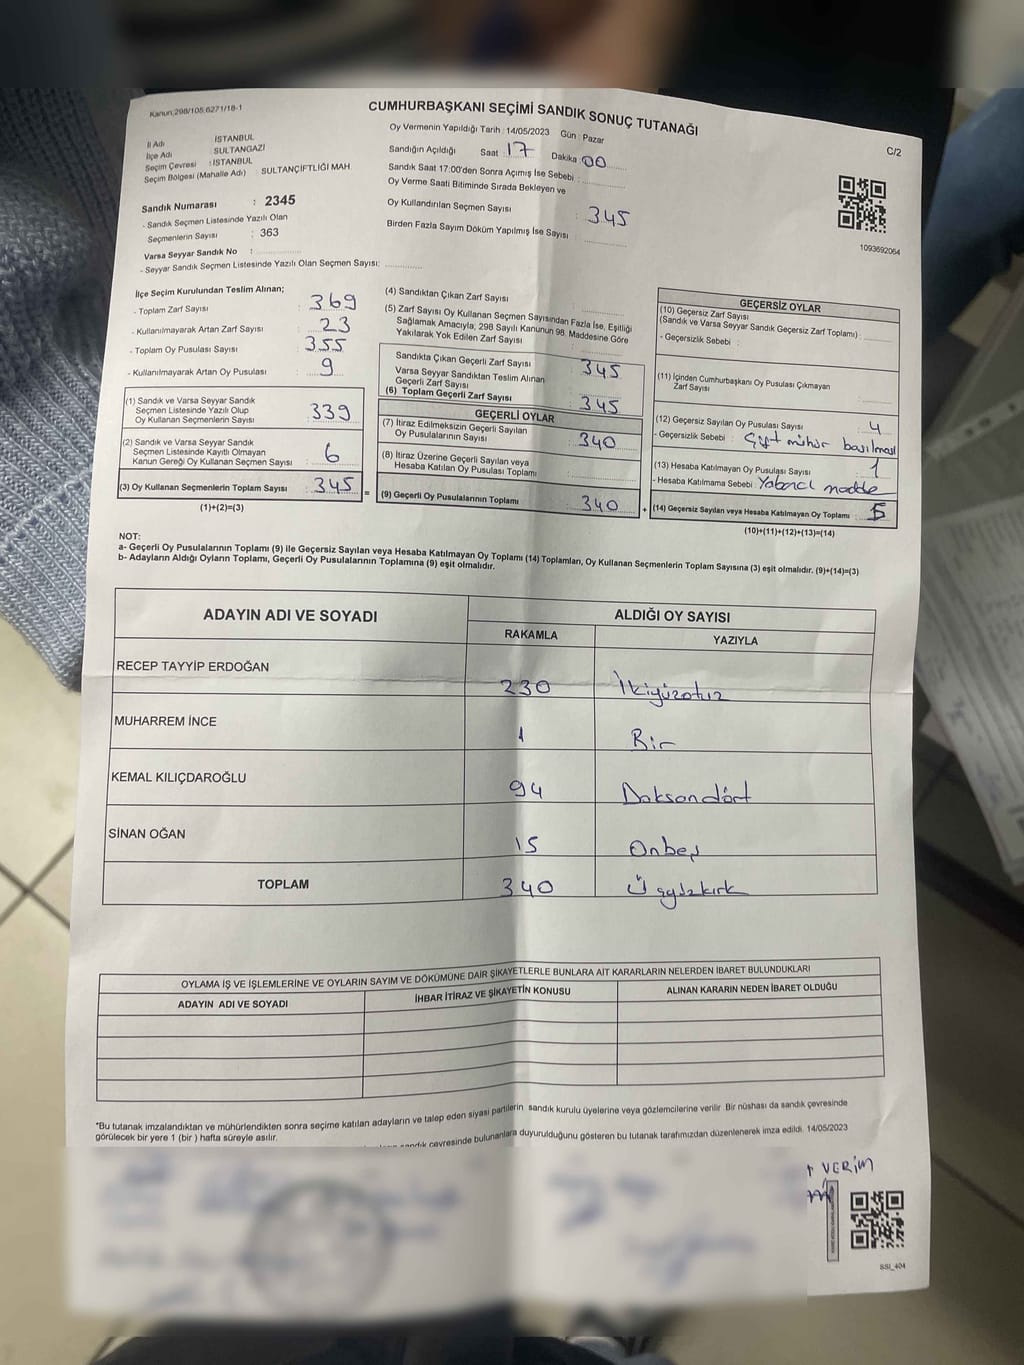 Kanun:298/105;6271/18-1
CUMHURBAŞKANI SEÇİMİ SANDIK SONUÇ TUTANAĞI
C/2
İl Adı İSTANBUL
İlçe Adı SULTANGAZİ
Seçim Çevresi : İSTANBUL
Seçim Bölgesi (Mahalle Adı) : SULTANÇİFTLİĞİ MAH.
Sandık Numarası : 2345
- Sandık Seçmen Listesinde Yazılı Olan
Seçmenlerin Sayısı : 363
Varsa Seyyar Sandık No :
- Seyyar Sandık Seçmen Listesinde Yazılı Olan Seçmen Sayısı:
Oy Vermenin Yapıldığı Tarih : 14/05/2023 Gün : Pazar
Sandığın Açıldığı Saat 17 Dakika 00
Sandık Saat 17:00'den Sonra Açımış İse Sebebi :
Oy Verme Saati Bitiminde Sırada Bekleyen ve
Oy Kullandırılan Seçmen Sayısı : 345
Birden Fazla Sayım Döküm Yapılmış İse Sayısı :
1093692064
İlçe Seçim Kurulundan Teslim Alınan;
- Toplam Zarf Sayısı : 369
- Kullanılmayarak Artan Zarf Sayısı : 23
- Toplam Oy Pusulası Sayısı : 355
- Kullanılmayarak Artan Oy Pusulası : 9
(1) Sandık ve Varsa Seyyar Sandık
Seçmen Listesinde Yazılı Olup
Oy Kullanan Seçmenlerin Sayısı : 339
(2) Sandık ve Varsa Seyyar Sandık
Seçmen Listesinde Kayıtlı Olmayan
Kanun Gereği Oy Kullanan Seçmen Sayısı : 6
(3) Oy Kullanan Seçmenlerin Toplam Sayısı : 345 =
(1)+(2)=(3)
(4) Sandıktan Çıkan Zarf Sayısı
(5) Zarf Sayısı Oy Kullanan Seçmen Sayısından Fazla İse, Eşitliği
Sağlamak Amacıyla, 298 Sayılı Kanunun 98. Maddesine Göre
Yakılarak Yok Edilen Zarf Sayısı
Sandıkta Çıkan Geçerli Zarf Sayısı : 345
Varsa Seyyar Sandıktan Teslim Alınan
Geçerli Zarf Sayısı
(6) Toplam Geçerli Zarf Sayısı : 345
GEÇERLİ OYLAR
(7) İtiraz Edilmeksizin Geçerli Sayılan
Oy Pusulalarının Sayısı : 340
(8) İtiraz Üzerine Geçerli Sayılan veya
Hesaba Katılan Oy Pusulası Toplamı :
(9) Geçerli Oy Pusulalarının Toplamı : 340 +
GEÇERSİZ OYLAR
(10) Geçersiz Zarf Sayısı
(Sandık ve Varsa Seyyar Sandık Geçersiz Zarf Toplamı) :
- Geçersizlik Sebebi :
(11) İçinden Cumhurbaşkanı Oy Pusulası Çıkmayan
Zarf Sayısı
(12) Geçersiz Sayılan Oy Pusulası Sayısı : 4
- Geçersizlik Sebebi : Çift mühür basılması
(13) Hesaba Katılmayan Oy Pusulası Sayısı : 1
- Hesaba Katılmama Sebebi : Yabancı madde
(14) Geçersiz Sayılan veya Hesaba Katılmayan Oy Toplamı : 5
(10)+(11)+(12)+(13)=(14)
NOT:
a- Geçerli Oy Pusulalarının Toplamı (9) ile Geçersiz Sayılan veya Hesaba Katılmayan Oy Toplamı (14) Toplamları, Oy Kullanan Seçmenlerin Toplam Sayısına (3) eşit olmalıdır. (9)+(14)=(3)
b- Adayların Aldığı Oyların Toplamı, Geçerli Oy Pusulalarının Toplamına (9) eşit olmalıdır.
ADAYIN ADI VE SOYADI ALDIĞI OY SAYISI
RAKAMLA YAZIYLA
RECEP TAYYİP ERDOĞAN 230 İkiyüzotuz
MUHARREM İNCE 1 Bir
KEMAL KILIÇDAROĞLU 94 Doksandört
SİNAN OĞAN 15 Onbeş
TOPLAM 340 Üçyüzkırk
OYLAMA İŞ VE İŞLEMLERİNE VE OYLARIN SAYIM VE DÖKÜMÜNE DAİR ŞİKAYETLERLE BUNLARA AİT KARARLARIN NELERDEN İBARET BULUNDUKLARI
ADAYIN ADI VE SOYADI İHBAR İTİRAZ VE ŞİKAYETİN KONUSU ALINAN KARARIN NEDEN İBARET OLDUĞU
*Bu tutanak imzalandıktan ve mühürlendikten sonra seçime katılan adayların ve talep eden siyasi partilerin sandık kurulu üyelerine veya gözlemcilerine verilir. Bir nüshası da sandık çevresinde
görülecek bir yere 1 (bir ) hafta süreyle asılır.
sandık çevresinde bulunanlara duyurulduğunu gösteren bu tutanak tarafımızdan düzenlenerek imza edildi. 14/05/2023
VERİM
SSI_404